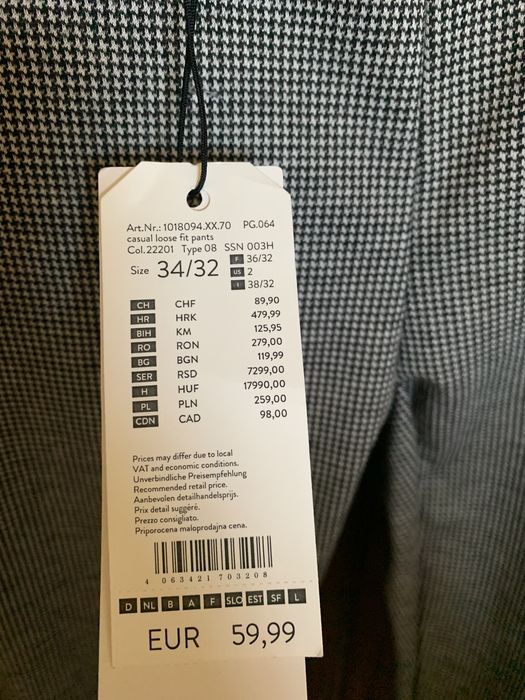 Art.Nr.: 1018094.XX.70 PG.064
casual loose fit pants
Col.22201 Type 08 SSN 003H
Size 34/32
F 36/32
US 2
I 38/32
CH CHF 89,90
HR HRK 479,99
BIH KM 125,95
RO RON 279,00
BG BGN 119,99
SER RSD 7299,00
H HUF 17990,00
PL PLN 259,00
CDN CAD 98,00
Prices may differ due to local
VAT and economic conditions.
Unverbindliche Preisempfehlung
Recommended retail price.
Aanbevolen detailhandelsprijs.
Prix detail suggéré.
Prezzo consigliato.
Priporocena maloprodajna cena.
4 063421 703208
D NL B A F SLO EST SF L
EUR 59,99